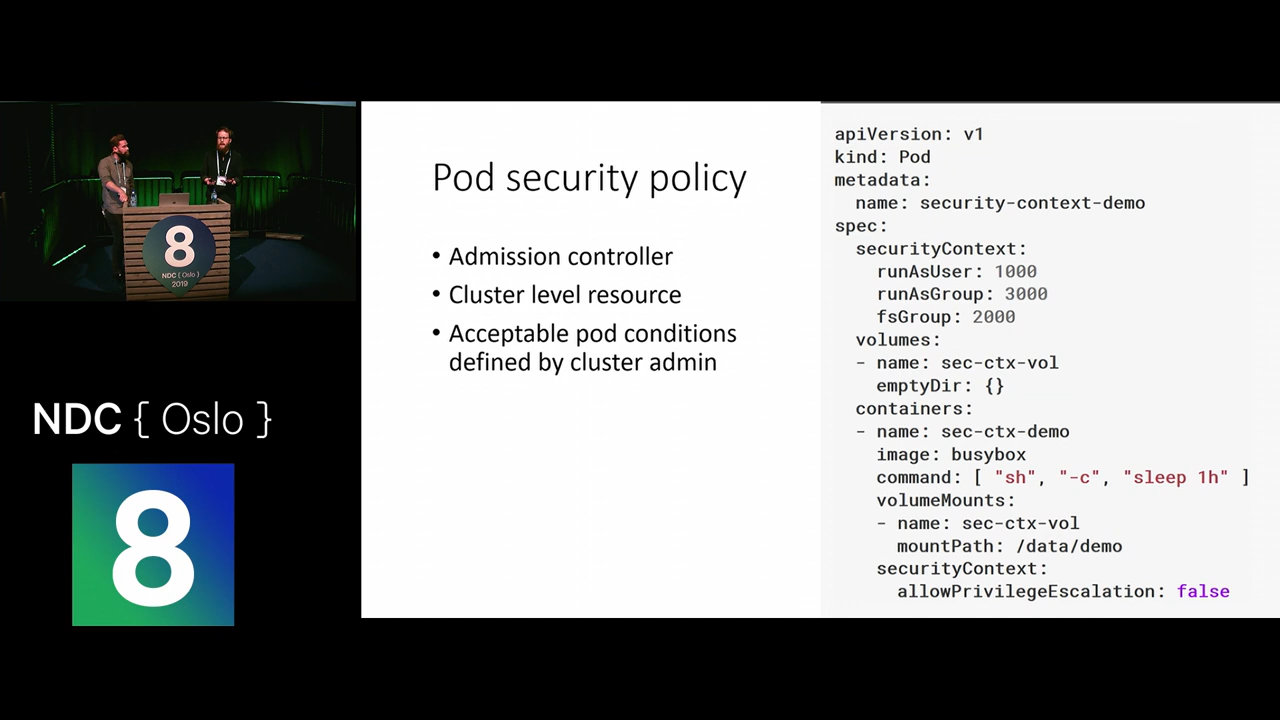 8
NDC { Oslo }
2019
NDC { Oslo }
8
Pod security policy
• Admission controller
• Cluster level resource
• Acceptable pod conditions
defined by cluster admin
apiVersion: v1
kind: Pod
metadata:
  name: security-context-demo
spec:
  securityContext:
    runAsUser: 1000
    runAsGroup: 3000
    fsGroup: 2000
  volumes:
  - name: sec-ctx-vol
    emptyDir: {}
  containers:
  - name: sec-ctx-demo
    image: busybox
    command: [ "sh", "-c", "sleep 1h" ]
    volumeMounts:
    - name: sec-ctx-vol
      mountPath: /data/demo
    securityContext:
      allowPrivilegeEscalation: false